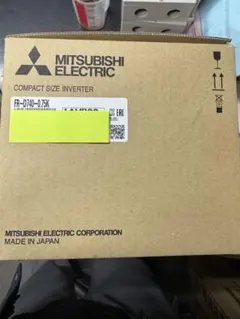 MITSUBISHI
ELECTRIC
COMPACT SIZE INVERTER
FR-D740-0.75K
MITSUBISHI ELECTRIC CORPORATION
MADE IN JAPAN